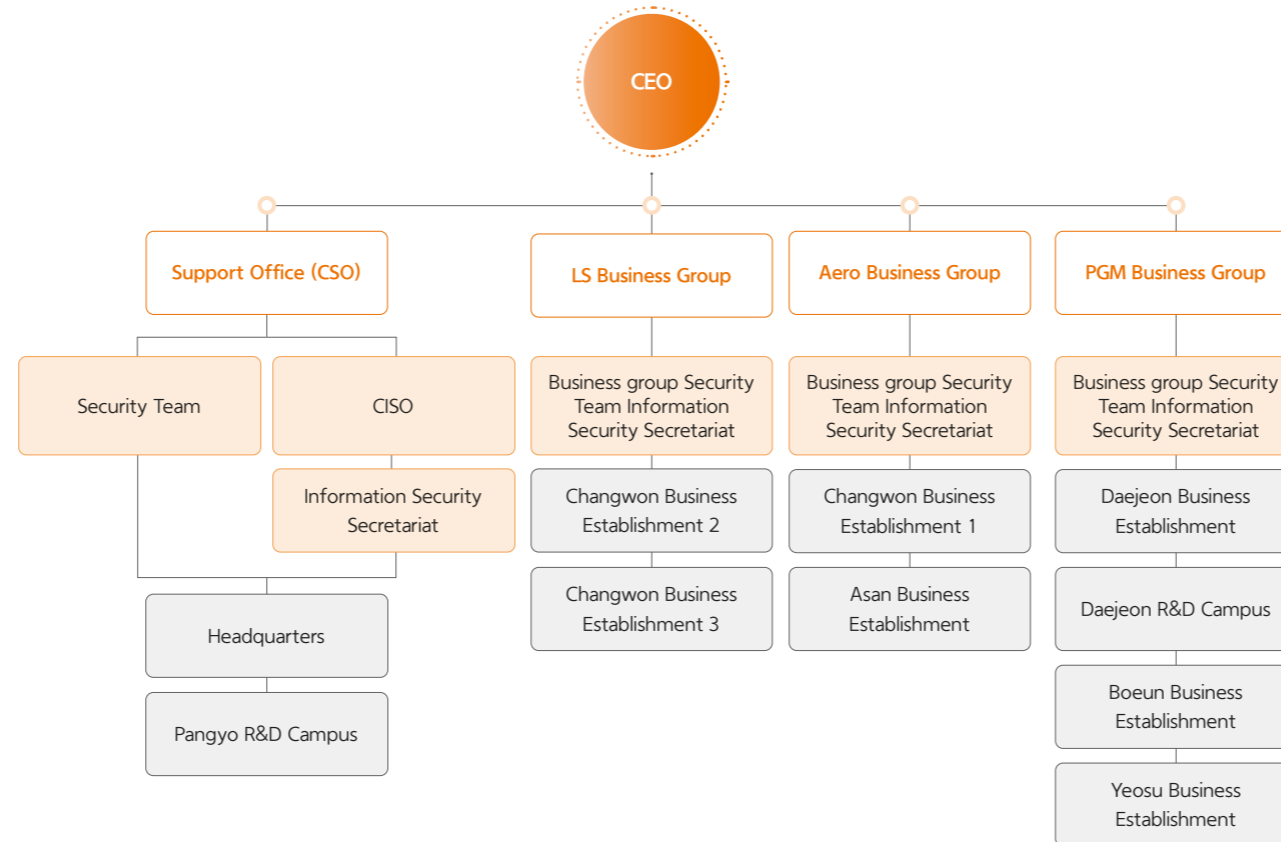 CEO
Support Office (CSO)
Security Team
CISO
Information Security
Secretariat
Headquarters
Pangyo R&D Campus
LS Business Group
Business group Security
Team Information
Security Secretariat
Changwon Business
Establishment 2
Changwon Business
Establishment 3
Aero Business Group
Business group Security
Team Information
Security Secretariat
Changwon Business
Establishment 1
Asan Business
Establishment
PGM Business Group
Business group Security
Team Information
Security Secretariat
Daejeon Business
Establishment
Daejeon R&D Campus
Boeun Business
Establishment
Yeosu Business
Establishment